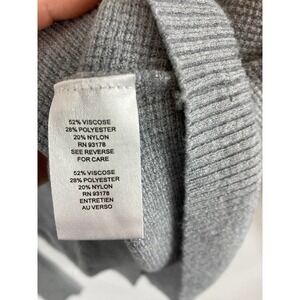 52% VISCOSE
28% POLYESTER
20% NYLON
RN 93178
SEE REVERSE
FOR CARE
52% VISCOSE
28% POLYESTER
20% NYLON
RN 93178
ENTRETIEN
AU VERSO